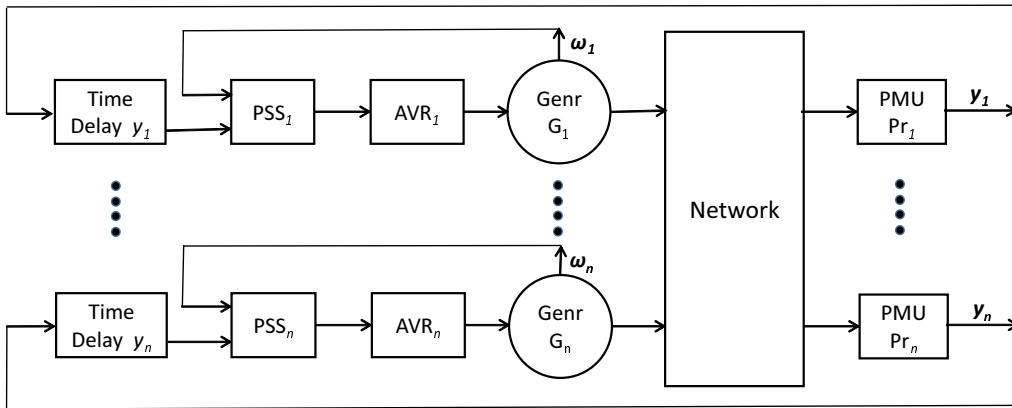 ω₁
Time
Delay y₁
PSS₁
AVR₁
Genr
G₁
PMU
Pr₁
y₁
Network
ωₙ
Time
Delay yₙ
PSSₙ
AVRₙ
Genr
Gₙ
PMU
Prₙ
yₙ